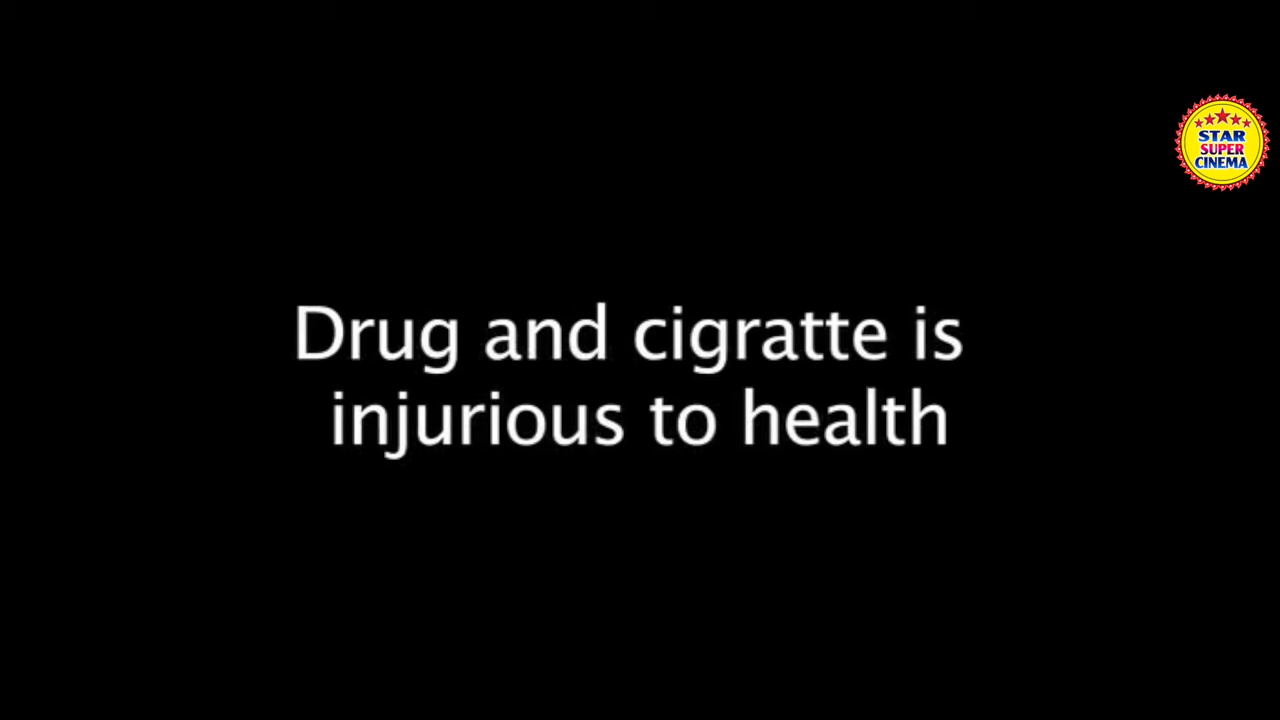 STAR
SUPER
CINEMA
Drug and cigratte is
injurious to health